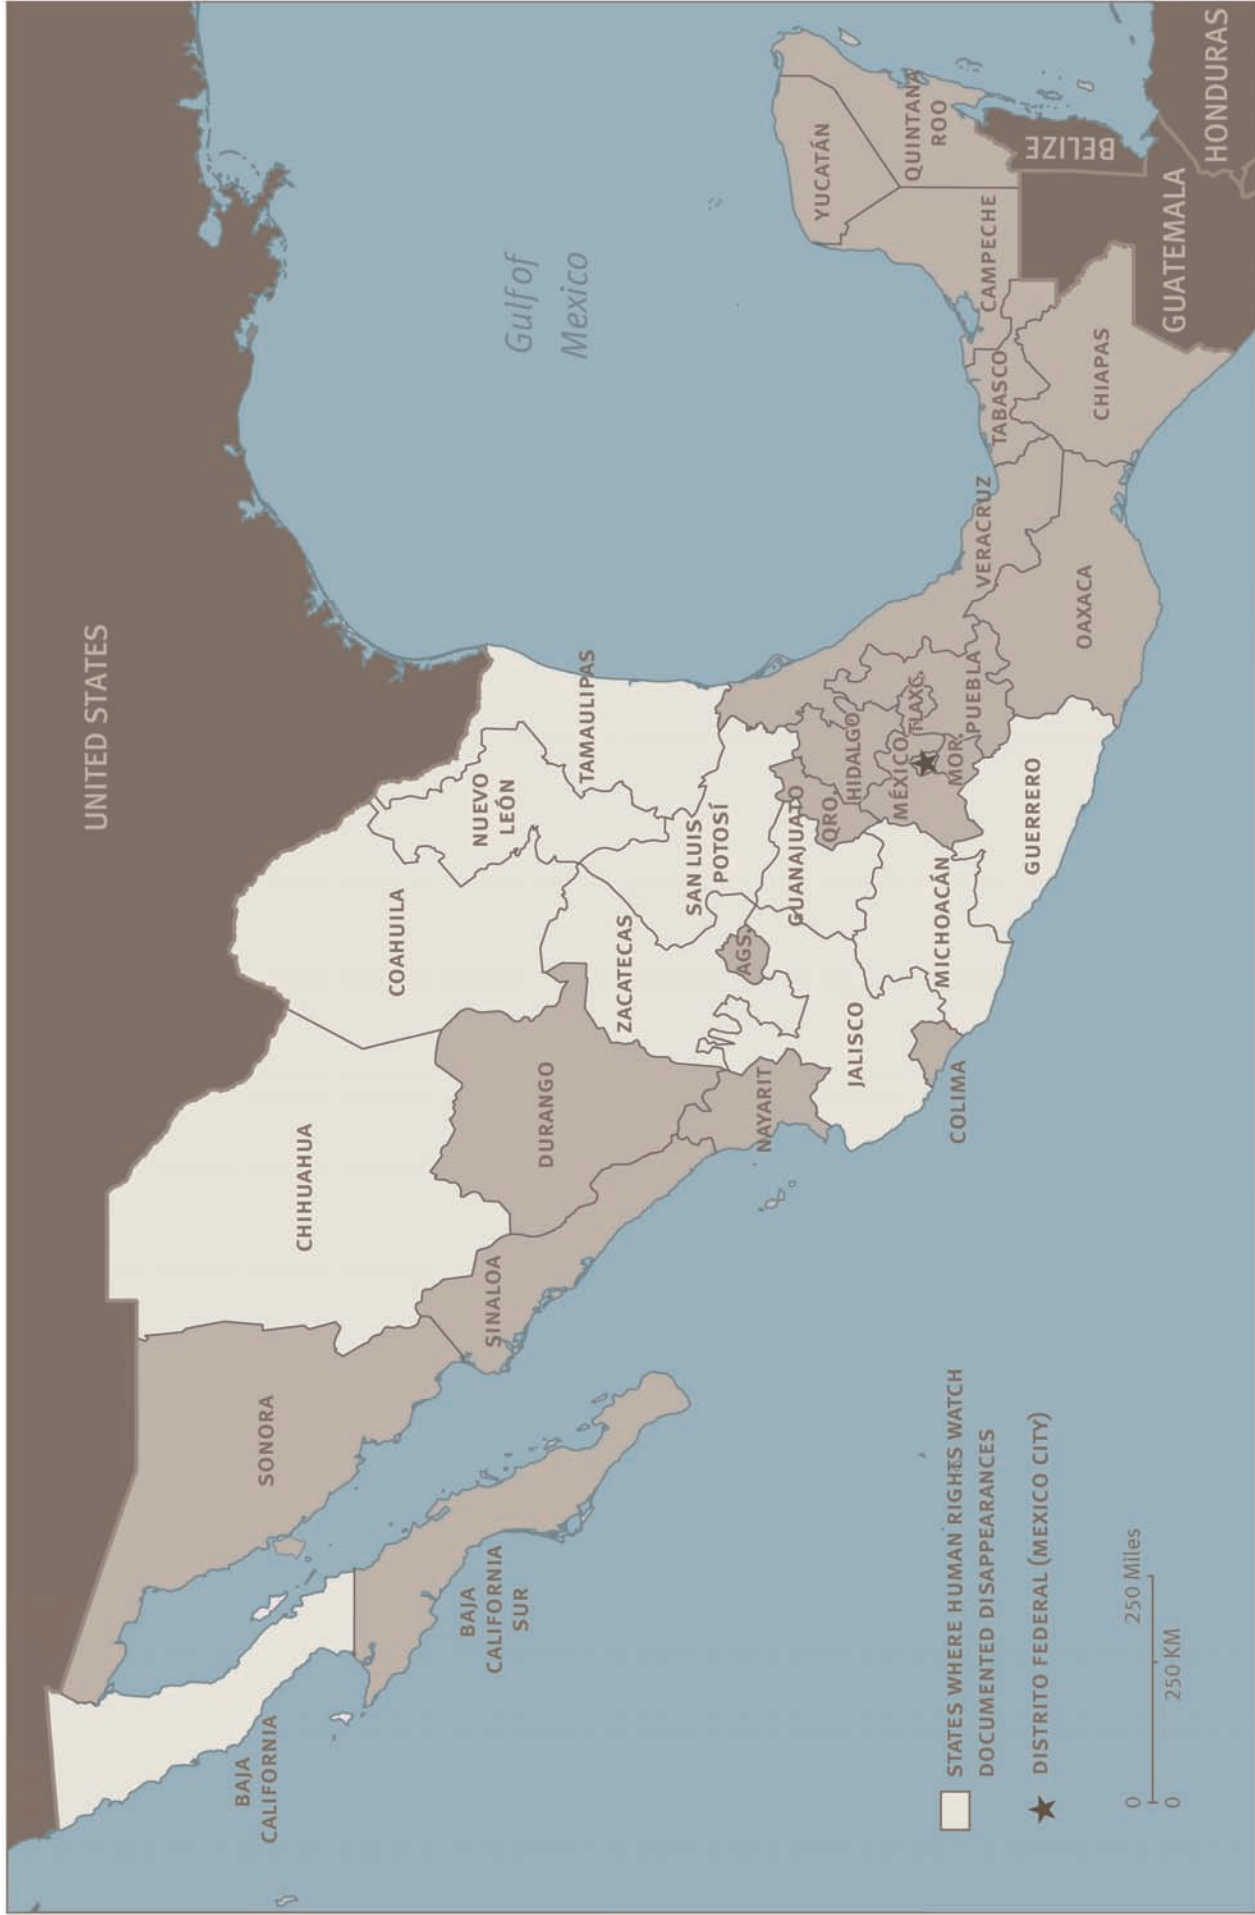 UNITED STATES
BAJA
CALIFORNIA
SONORA
CHIHUAHUA
COAHUILA
NUEVO
LEÓN
TAMAULIPAS
Gulf of
Mexico
BAJA
CALIFORNIA
SUR
SINALOA
DURANGO
ZACATECAS
SAN LUIS
POTOSÍ
NAYARIT
AGS.
GUANAJUATO
QRO.
HIDALGO
JALISCO
COLIMA
MICHOACÁN
MÉXICO
TLAXC.
MOR.
PUEBLA
VERACRUZ
GUERRERO
OAXACA
TABASCO
CHIAPAS
CAMPECHE
YUCATÁN
QUINTANA
ROO
BELIZE
GUATEMALA
HONDURAS
STATES WHERE HUMAN RIGHTS WATCH
DOCUMENTED DISAPPEARANCES
DISTRITO FEDERAL (MEXICO CITY)
0 250 Miles
0 250 KM